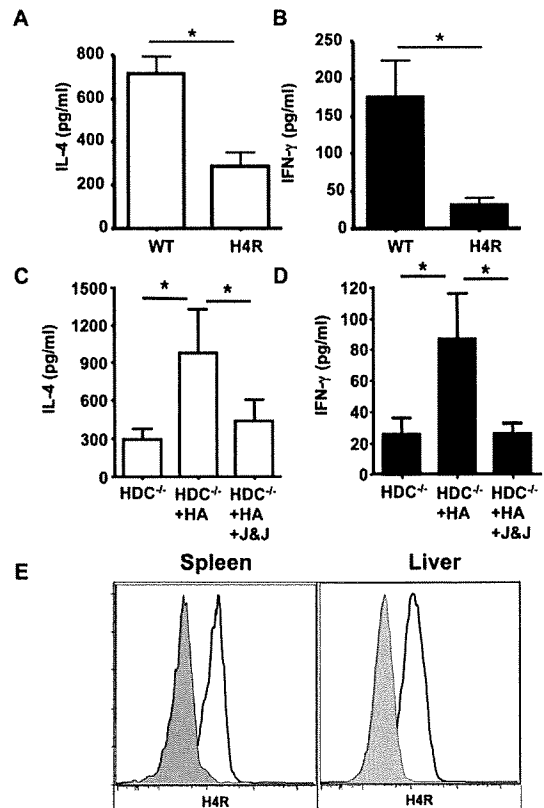 A
*
IL-4 (pg/ml)
800
600
400
200
0
WT
H4R
B
*
IFN-γ (pg/ml)
250
200
150
100
50
0
WT
H4R
C
*
*
IL-4 (pg/ml)
1500
1200
900
600
300
0
HDC-/-
HDC-/-
+HA
HDC-/-
+HA
+J&J
D
*
*
IFN-γ (pg/ml)
120
100
80
60
40
20
0
HDC-/-
HDC-/-
+HA
HDC-/-
+HA
+J&J
E
Spleen
Liver
H4R
H4R